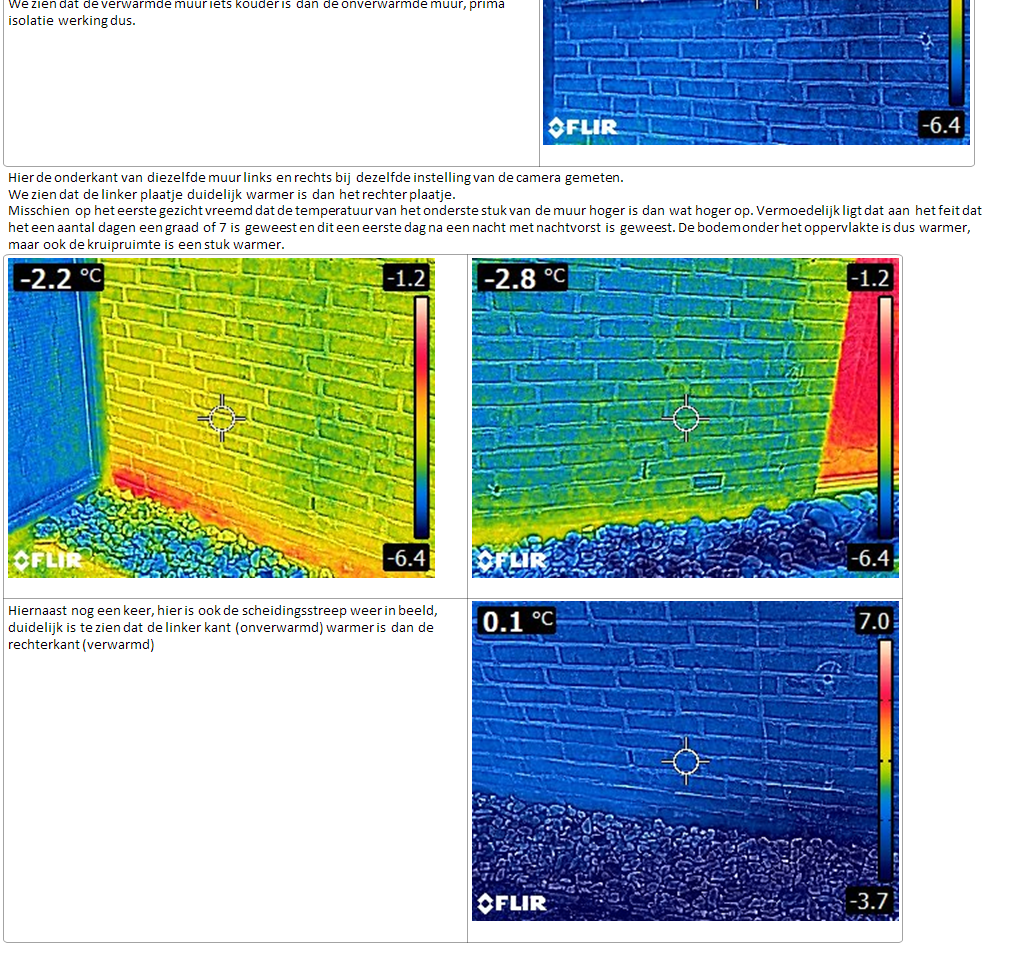 We zien dat de verwarmde muur iets kouder is dan de onverwarmde muur, prima
isolatie werking dus.
FLIR
-6.4
Hier de onderkant van diezelfde muur links en rechts bij dezelfde instelling van de camera gemeten.
We zien dat de linker plaatje duidelijk warmer is dan het rechter plaatje.
Misschien op het eerste gezicht vreemd dat de temperatuur van het onderste stuk van de muur hoger is dan wat hoger op. Vermoedelijk ligt dat aan het feit dat
het een aantal dagen een graad of 7 is geweest en dit een eerste dag na een nacht met nachtvorst is geweest. De bodem onder het oppervlakte is dus warmer,
maar ook de kruipruimte is een stuk warmer.
-2.2 °C
-1.2
FLIR
-6.4
-2.8 °C
-1.2
FLIR
-6.4
Hiernaast nog een keer, hier is ook de scheidingsstreep weer in beeld,
duidelijk is te zien dat de linker kant (onverwarmd) warmer is dan de
rechterkant (verwarmd)
0.1 °C
7.0
FLIR
-3.7